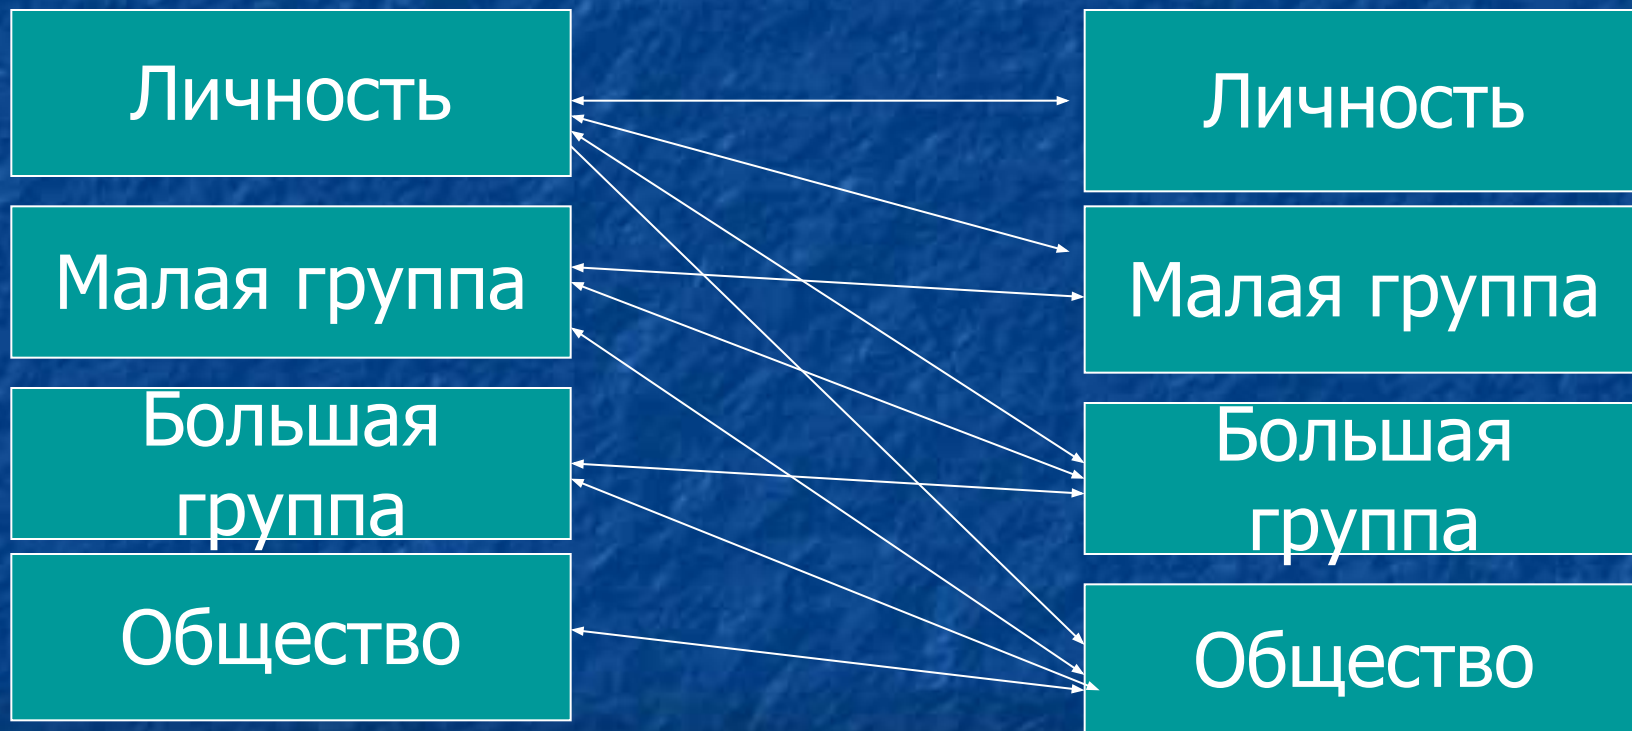 Личность
Личность
Малая группа
Малая группа
Большая
группа
Большая
группа
Общество
Общество